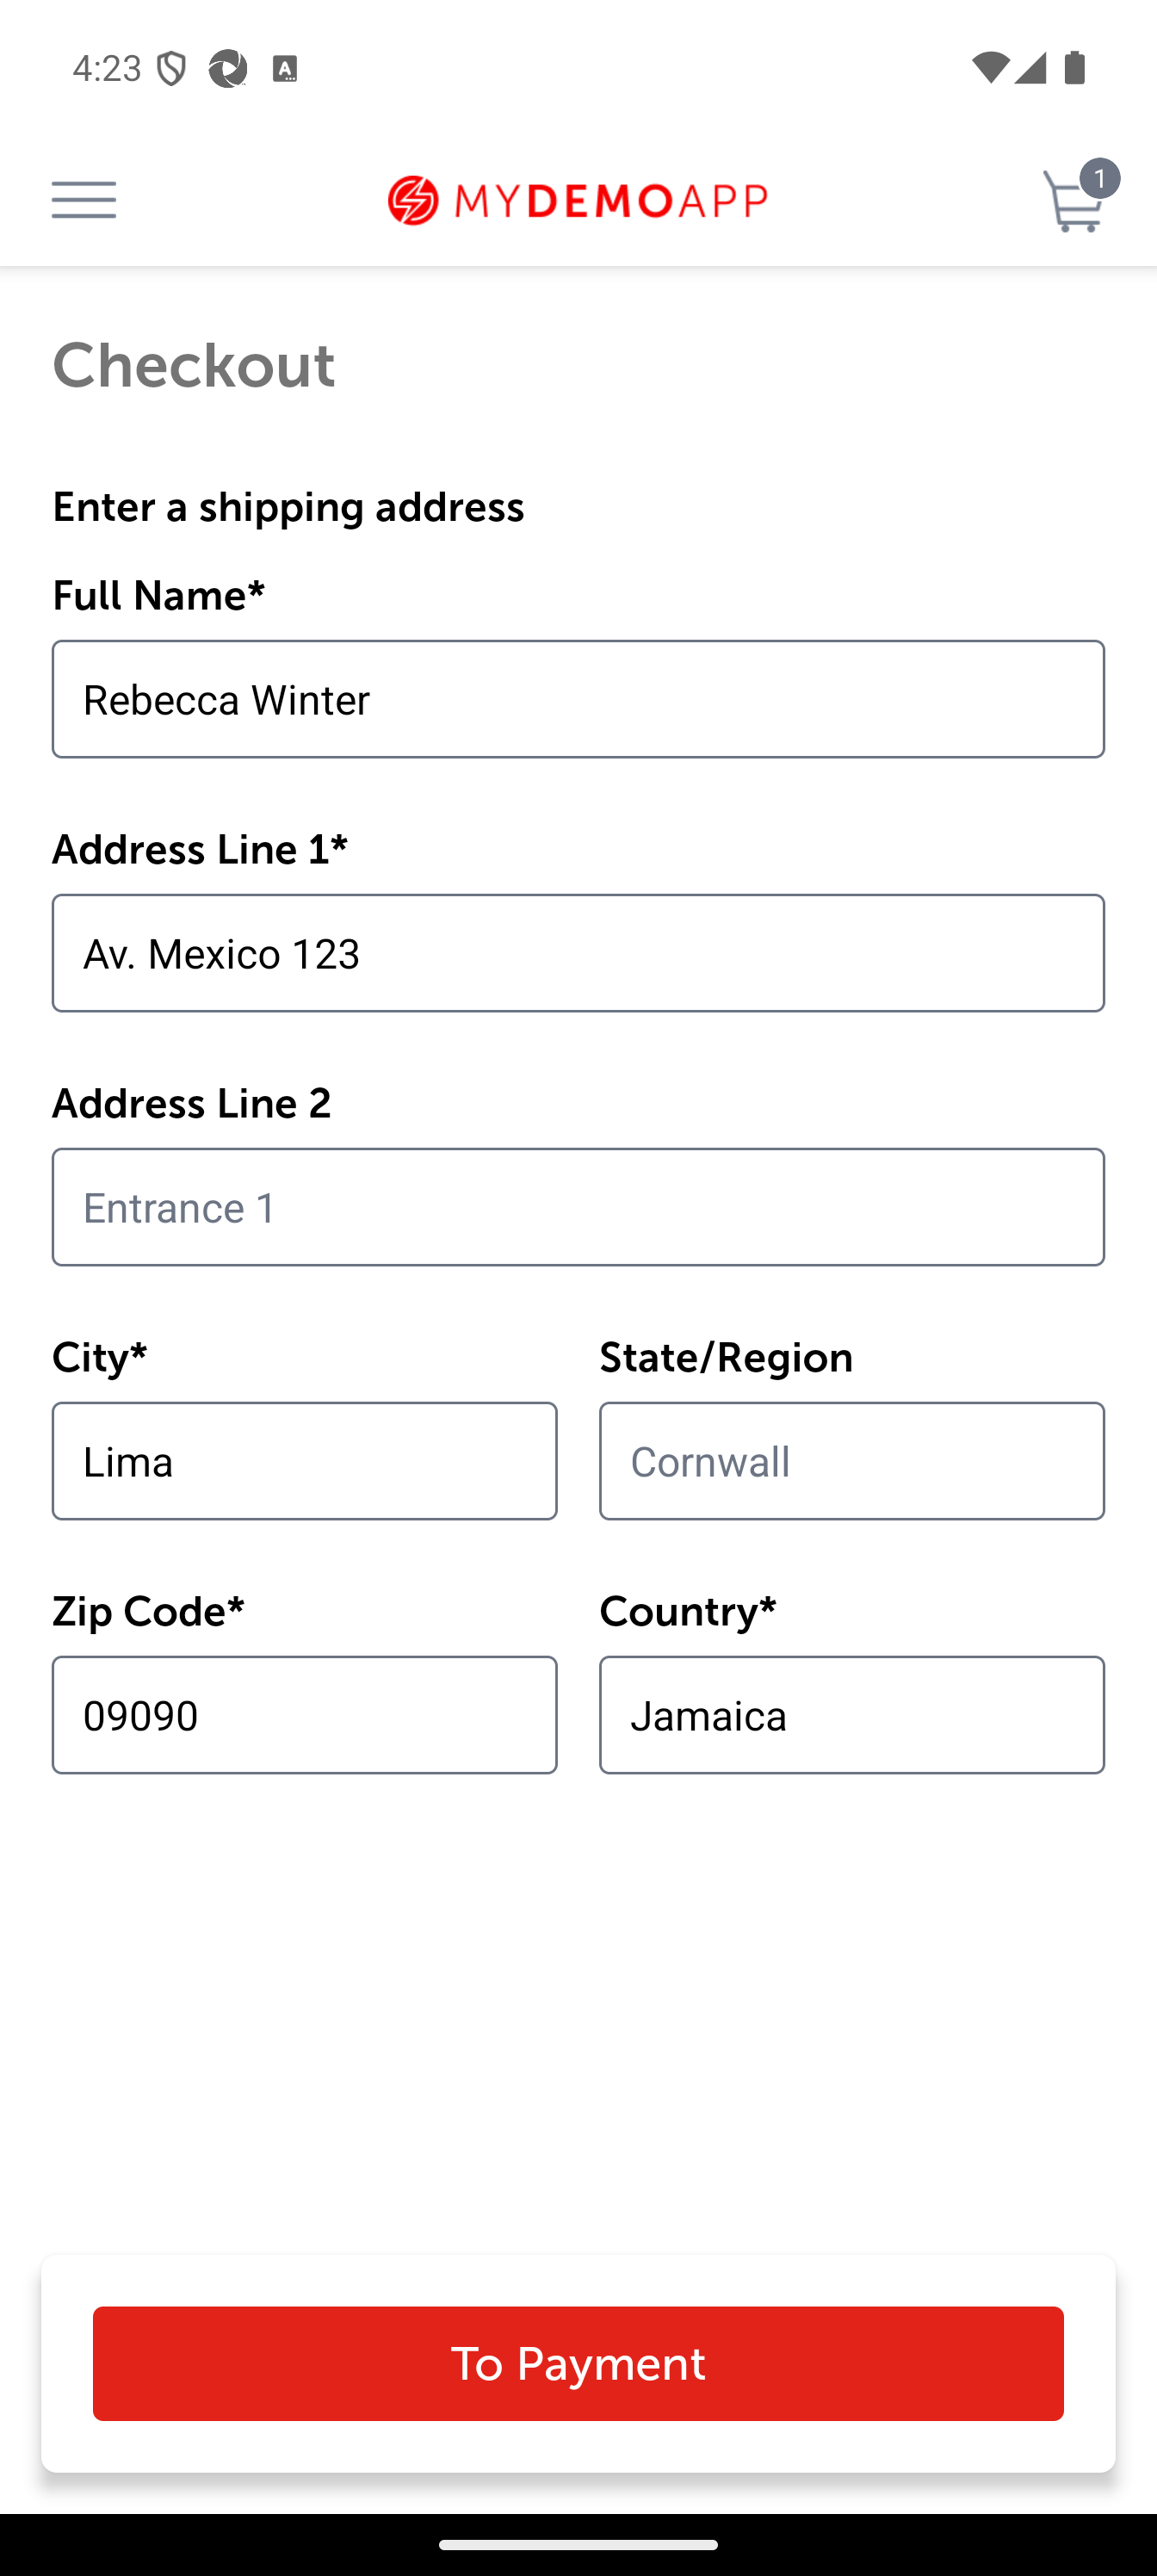 4:23
MYDEMOAPP
1
Checkout
Enter a shipping address
Full Name*
Rebecca Winter
Address Line 1*
Av. Mexico 123
Address Line 2
Entrance 1
City*
State/Region
Lima
Cornwall
Zip Code*
Country*
09090
Jamaica
To Payment